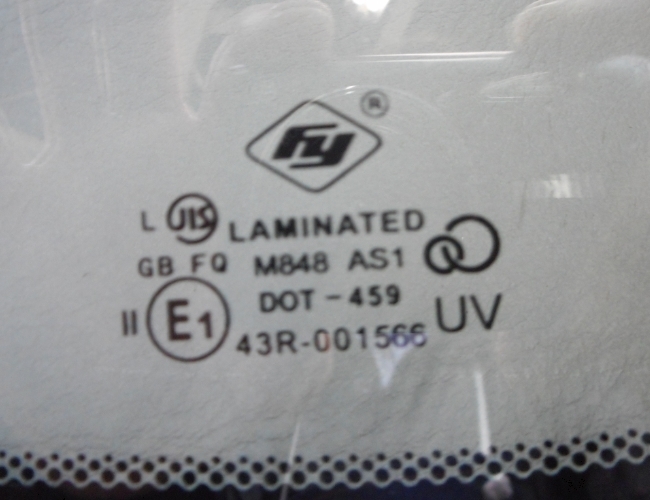 FY ®
L JIS LAMINATED
GB FQ M848 AS1
DOT - 459
II E1 43R-001566 UV